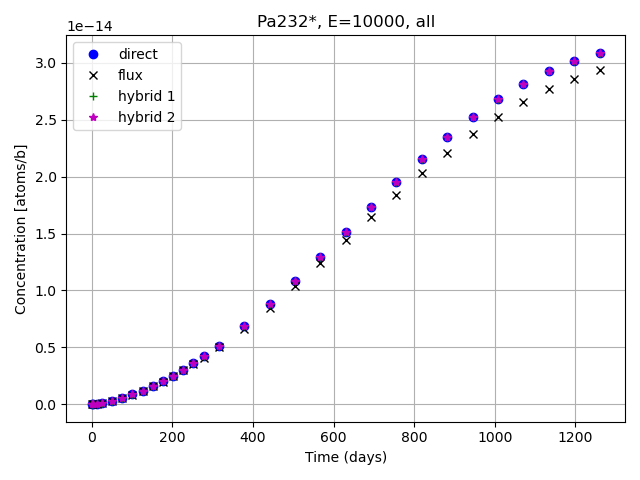 Pa232*, E=10000, all
1e−14
direct
flux
hybrid 1
hybrid 2
3.0
2.5
2.0
1.5
1.0
0.5
0.0
Concentration [atoms/b]
0 200 400 600 800 1000 1200
Time (days)